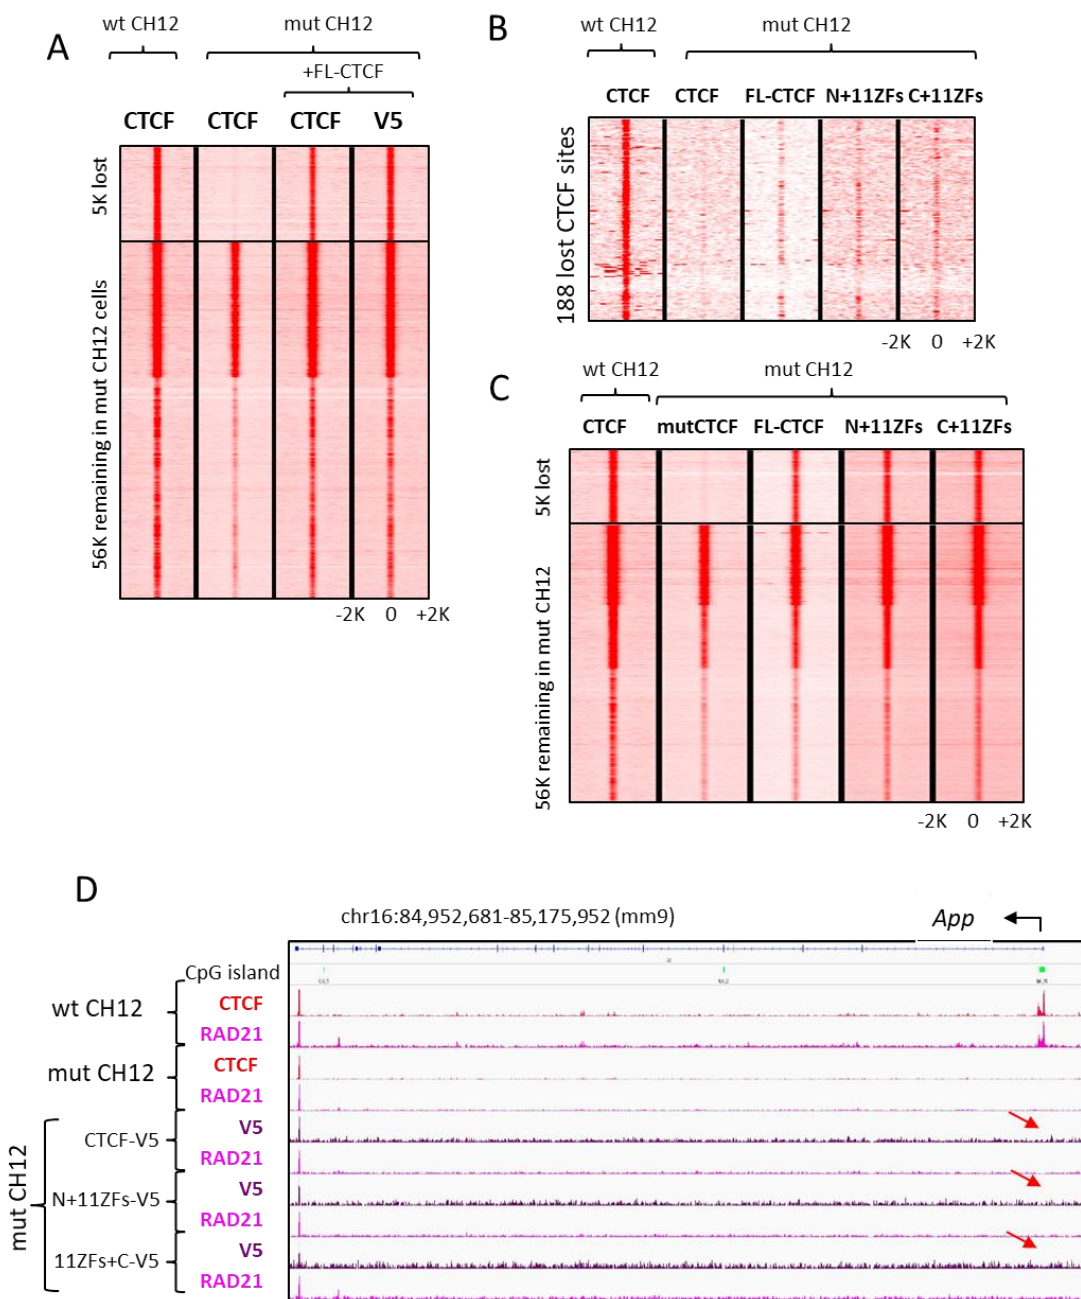 A
wt CH12
mut CH12
+FL-CTCF
CTCF
CTCF
CTCF
V5
5K lost
56K remaining in mut CH12 cells
-2K
0
+2K
B
wt CH12
mut CH12
CTCF
CTCF
FL-CTCF
N+11ZFs
C+11ZFs
188 lost CTCF sites
-2K
0
+2K
C
wt CH12
mut CH12
CTCF
mutCTCF
FL-CTCF
N+11ZFs
C+11ZFs
5K lost
56K remaining in mut CH12
-2K
0
+2K
D
chr16:84,952,681-85,175,952 (mm9)
App
CpG island
wt CH12
CTCF
RAD21
mut CH12
CTCF
RAD21
mut CH12
CTCF-V5
V5
RAD21
N+11ZFs-V5
V5
RAD21
11ZFs+C-V5
V5
RAD21